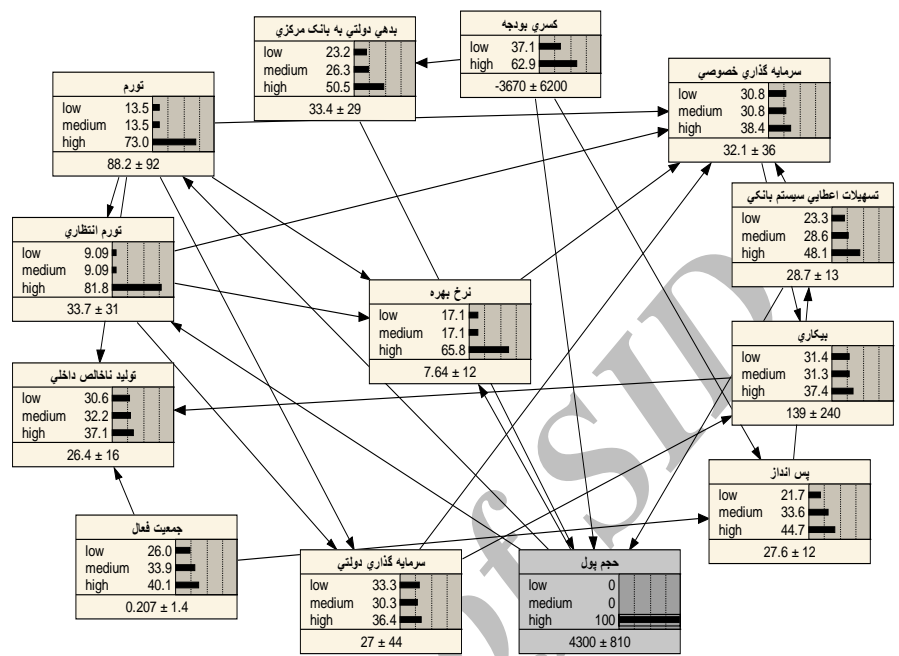 بدهي دولتي به بانک مرکزي
low 23.2
medium 26.3
high 50.5
33.4 ± 29
کسري بودجه
low 37.1
high 62.9
-3670 ± 6200
تورم
low 13.5
medium 13.5
high 73.0
88.2 ± 92
سرمايه گذاري خصوصي
low 30.8
medium 30.8
high 38.4
32.1 ± 36
تسهيلات اعطايي سيستم بانکي
low 23.3
medium 28.6
high 48.1
28.7 ± 13
تورم انتظاري
low 9.09
medium 9.09
high 81.8
33.7 ± 31
نرخ بهره
low 17.1
medium 17.1
high 65.8
7.64 ± 12
بيکاري
low 31.4
medium 31.3
high 37.4
139 ± 240
توليد ناخالص داخلي
low 30.6
medium 32.2
high 37.1
26.4 ± 16
پس انداز
low 21.7
medium 33.6
high 44.7
27.6 ± 12
جمعيت فعال
low 26.0
medium 33.9
high 40.1
0.207 ± 1.4
سرمايه گذاري دولتي
low 33.3
medium 30.3
high 36.4
27 ± 44
حجم پول
low 0
medium 0
high 100
4300 ± 810
of SID